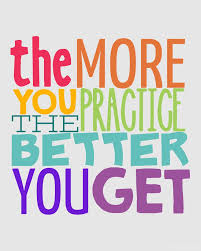 the MORE
YOU PRACTICE
THE
BETTER
YOU GET